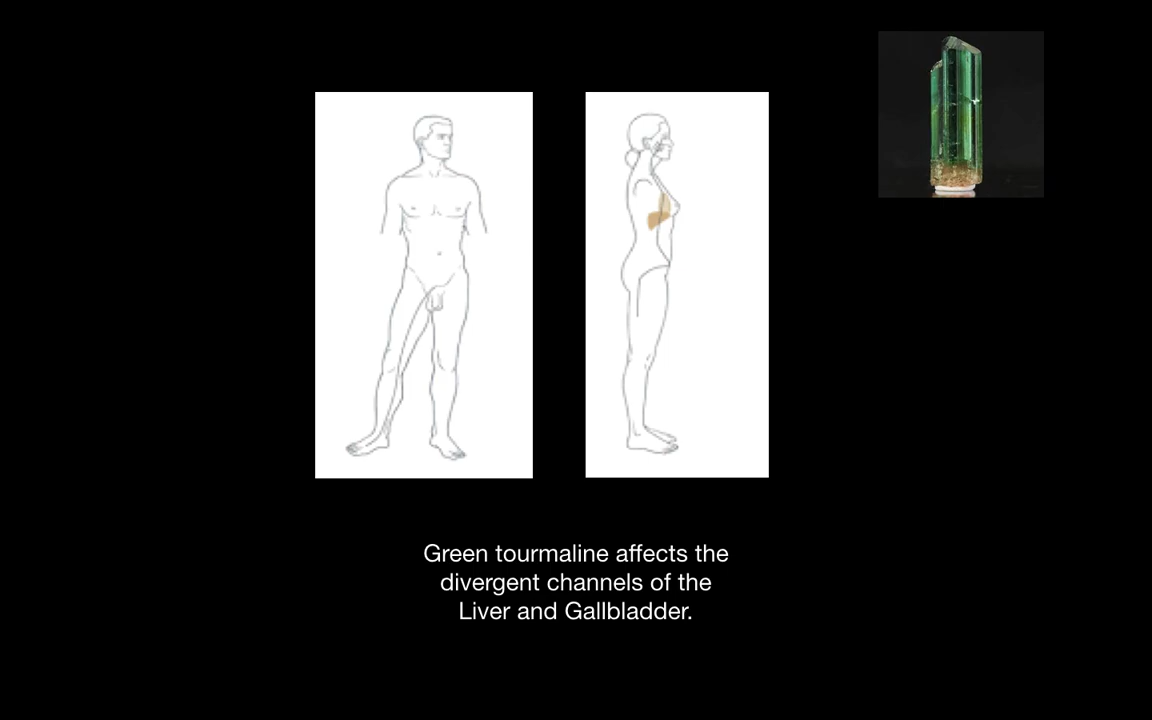 Green tourmaline affects the
divergent channels of the
Liver and Gallbladder.